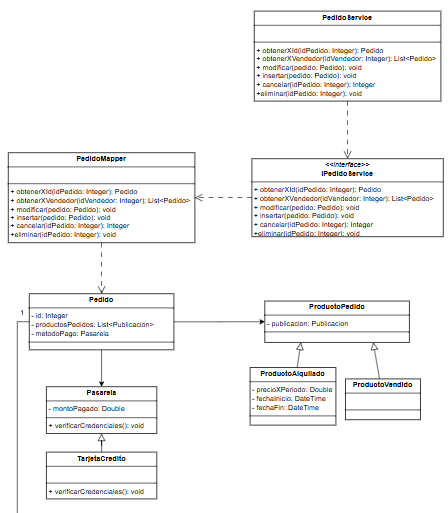 PedidoService
+ obtenerXId(idPedido: Integer): Pedido
+ obtenerXVendedor(idVendedor: Integer): List<Pedido>
+ modificar(pedido: Pedido): void
+ insertar(pedido: Pedido): void
+ cancelar(idPedido: Integer): Integer
+eliminar(idPedido: Integer): void
PedidoMapper
+ obtenerXId(idPedido: Integer): Pedido
+ obtenerXVendedor(idVendedor: Integer): List<Pedido>
+ modificar(pedido: Pedido): void
+ insertar(pedido: Pedido): void
+ cancelar(idPedido: Integer): Integer
+eliminar(idPedido: Integer): void
<<Interface>>
IPedidoService
+ obtenerXId(idPedido: Integer): Pedido
+ obtenerXVendedor(idVendedor: Integer): List<Pedido>
+ modificar(pedido: Pedido): void
+ insertar(pedido: Pedido): void
+ cancelar(idPedido: Integer): Integer
+eliminar(idPedido: Integer): void
1
Pedido
- id: Integer
- productosPedidos: List<Publicacion>
- metodoPago: Pasarela
ProductoPedido
- publicacion: Publicacion
ProductoAlquilado
- precioXPeriodo: Double
- fechaInicio: DateTime
- fechaFin: DateTime
ProductoVendido
Pasarela
- montoPagado: Double
+ verificarCredenciales(): void
TarjetaCredito
+ verificarCredenciales(): void